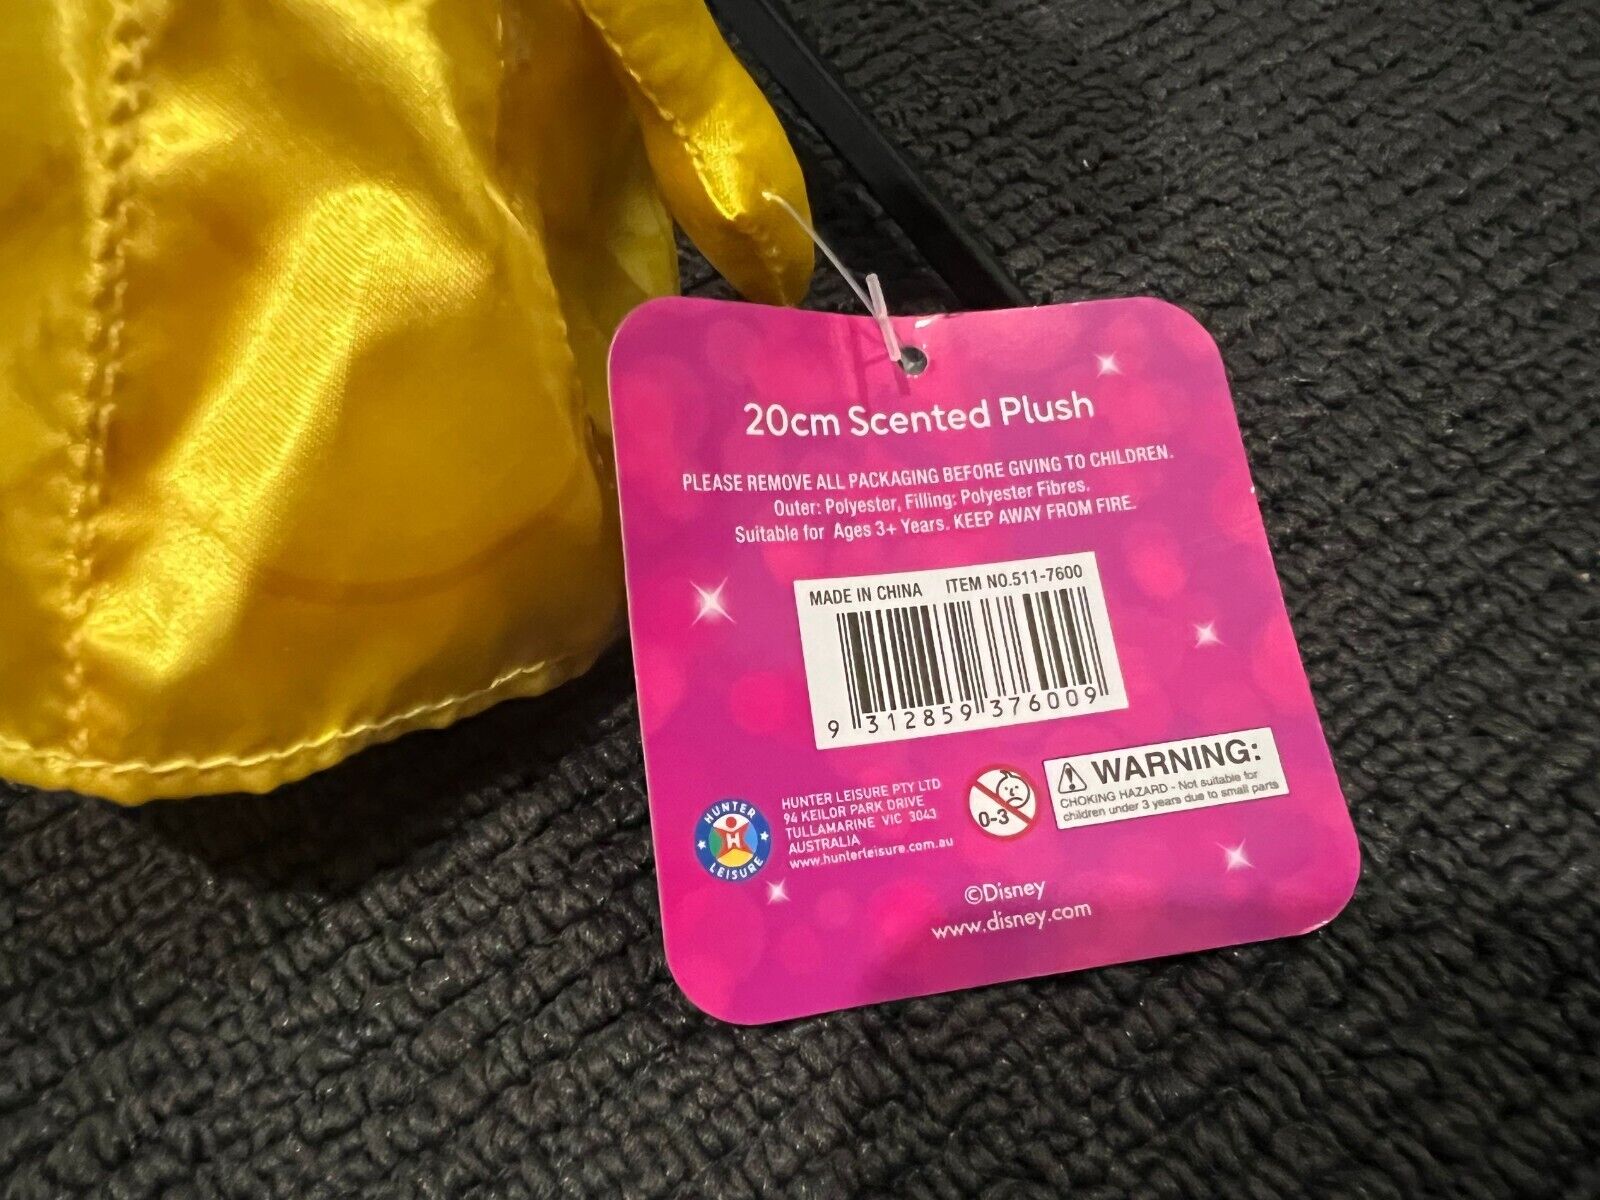 20cm Scented Plush
PLEASE REMOVE ALL PACKAGING BEFORE GIVING TO CHILDREN.
Outer: Polyester, Filling: Polyester Fibres.
Suitable for Ages 3+ Years. KEEP AWAY FROM FIRE.
MADE IN CHINA ITEM NO.511-7600
9 312859 376009
HUNTER LEISURE
H
HUNTER LEISURE PTY LTD
94 KEILOR PARK DRIVE
TULLAMARINE VIC 3043
AUSTRALIA
www.hunterleisure.com.au
0-3
WARNING:
CHOKING HAZARD - Not suitable for
children under 3 years due to small parts
©Disney
www.disney.com